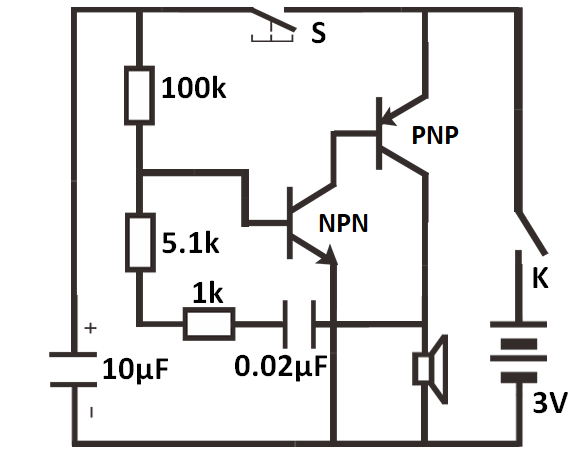 S
100k
PNP
NPN
5.1k
K
1k
+
10µF
0.02µF
3V